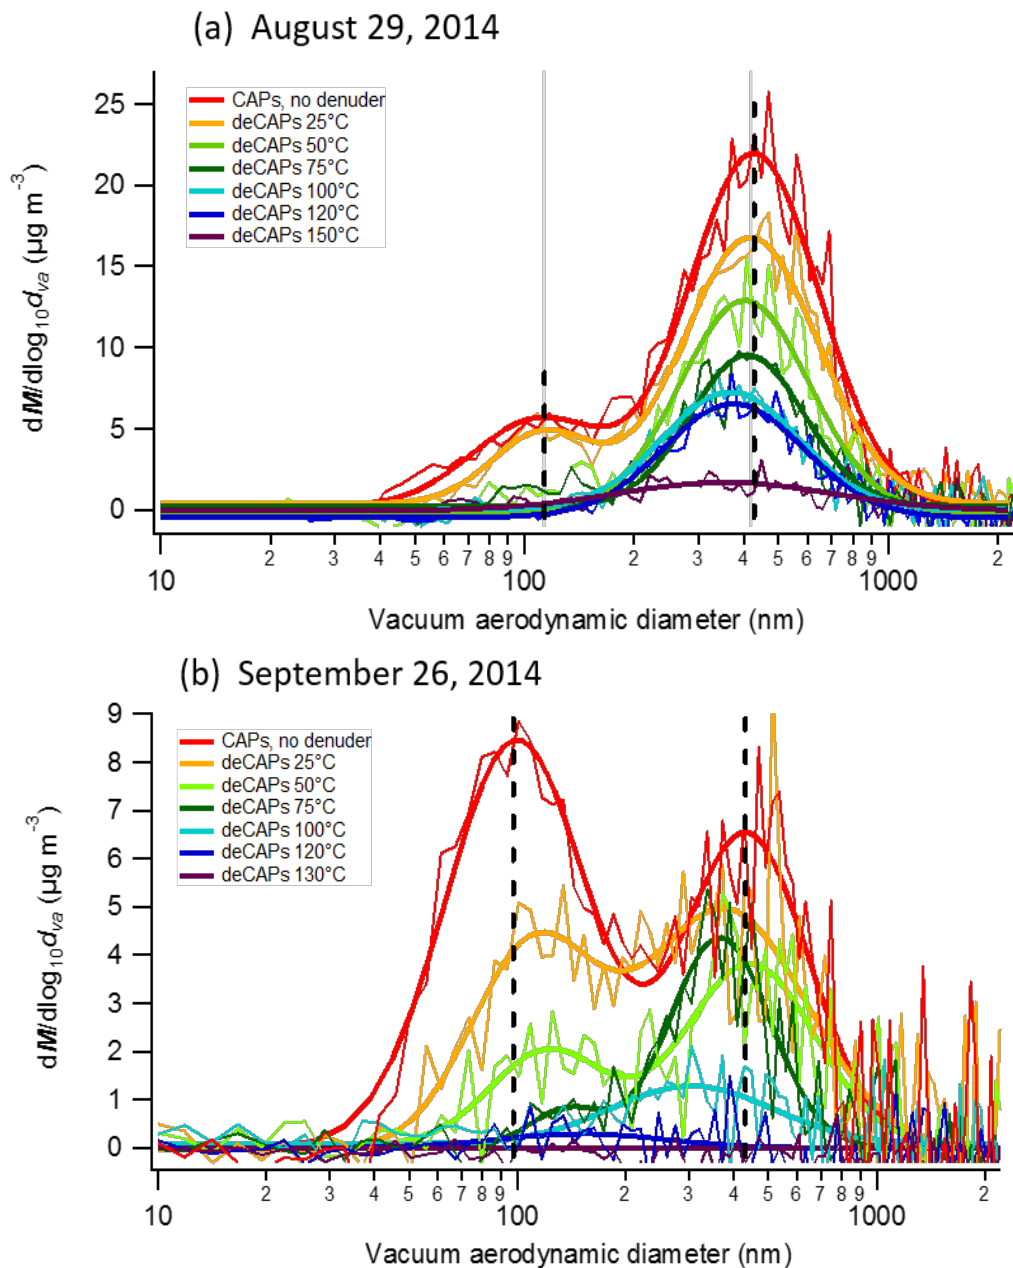 (a) August 29, 2014
CAPs, no denuder
deCAPs 25°C
deCAPs 50°C
deCAPs 75°C
deCAPs 100°C
deCAPs 120°C
deCAPs 150°C
25
20
15
10
5
0
dM/dlog₁₀dva (µg m⁻³)
2 3 4 5 6 7 8 9 2 3 4 5 6 7 8 9 2
10 100 1000
Vacuum aerodynamic diameter (nm)
(b) September 26, 2014
CAPs, no denuder
deCAPs 25°C
deCAPs 50°C
deCAPs 75°C
deCAPs 100°C
deCAPs 120°C
deCAPs 130°C
9
8
7
6
5
4
3
2
1
0
dM/dlog₁₀dva (µg m⁻³)
2 3 4 5 6 7 8 9 2 3 4 5 6 7 8 9 2
10 100 1000
Vacuum aerodynamic diameter (nm)